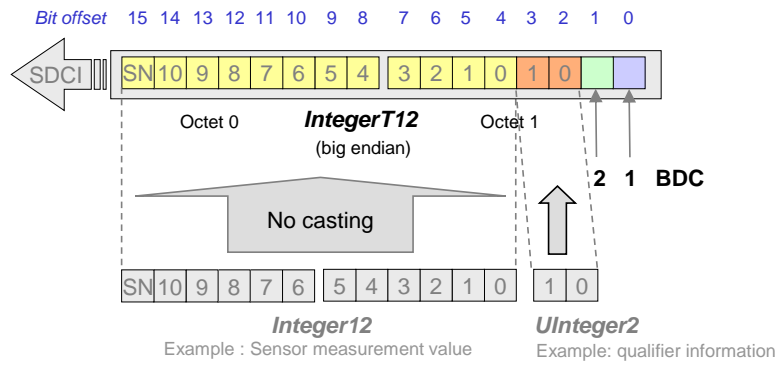 Bit offset 15 14 13 12 11 10 9 8 7 6 5 4 3 2 1 0
SDCI SN 10 9 8 7 6 5 4 3 2 1 0 1 0
Octet 0 IntegerT12 Octet 1
(big endian)
2 1 BDC
No casting
SN 10 9 8 7 6 5 4 3 2 1 0 1 0
Integer12 UInteger2
Example : Sensor measurement value Example: qualifier information